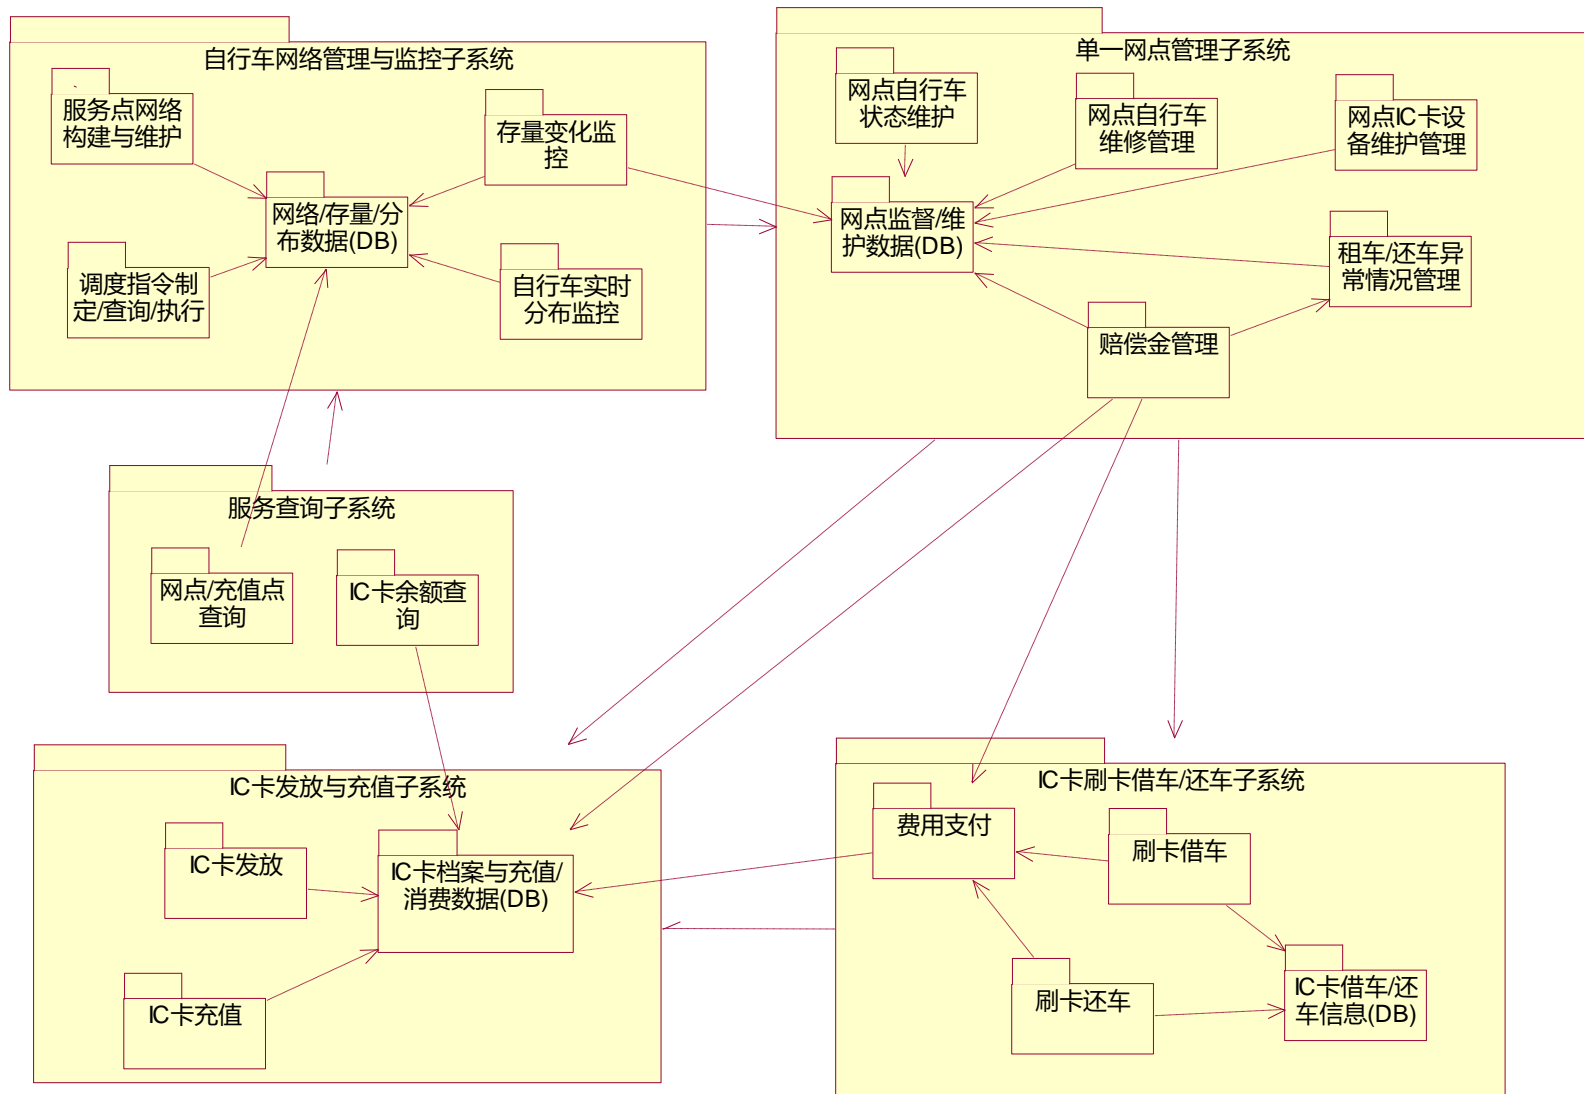 自行车网络管理与监控子系统
服务点网络
构建与维护
存量变化监
控
网络/存量/分
布数据(DB)
调度指令制
定/查询/执行
自行车实时
分布监控
单一网点管理子系统
网点自行车
状态维护
网点自行车
维修管理
网点IC卡设
备维护管理
网点监督/维
护数据(DB)
租车/还车异
常情况管理
赔偿金管理
服务查询子系统
网点/充值点
查询
IC卡余额查
询
IC卡发放与充值子系统
IC卡发放
IC卡档案与充值/
消费数据(DB)
IC卡充值
IC卡刷卡借车/还车子系统
费用支付
刷卡借车
刷卡还车
IC卡借车/还
车信息(DB)